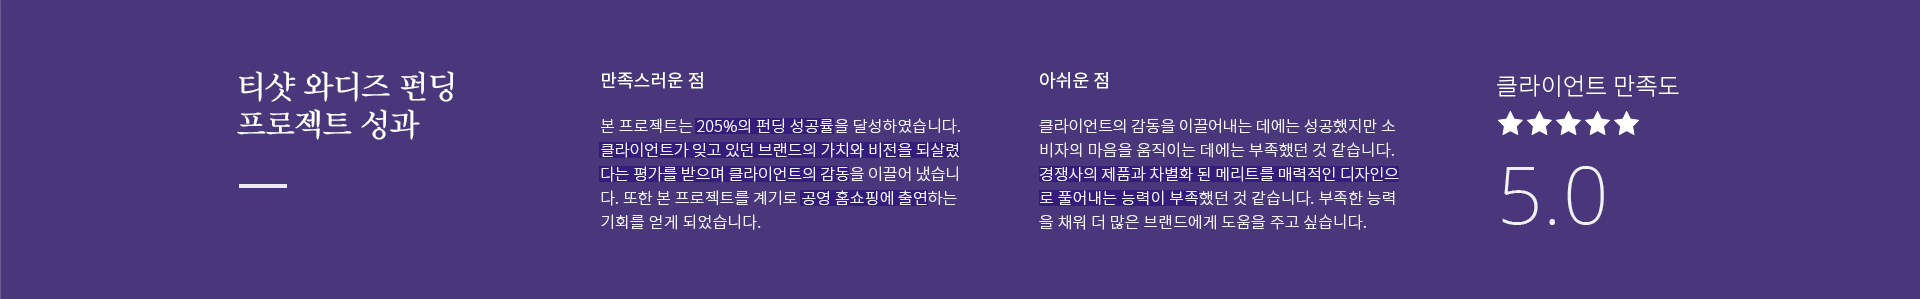 티샷 와디즈 펀딩
프로젝트 성과
만족스러운 점
본 프로젝트는 205%의 펀딩 성공률을 달성하였습니다.
클라이언트가 잊고 있던 브랜드의 가치와 비전을 되살렸
다는 평가를 받으며 클라이언트의 감동을 이끌어 냈습니
다. 또한 본 프로젝트를 계기로 공영 홈쇼핑에 출연하는
기회를 얻게 되었습니다.
아쉬운 점
클라이언트의 감동을 이끌어내는 데에는 성공했지만 소
비자의 마음을 움직이는 데에는 부족했던 것 같습니다.
경쟁사의 제품과 차별화 된 메리트를 매력적인 디자인으
로 풀어내는 능력이 부족했던 것 같습니다. 부족한 능력
을 채워 더 많은 브랜드에게 도움을 주고 싶습니다.
클라이언트 만족도
★★★★★
5.0